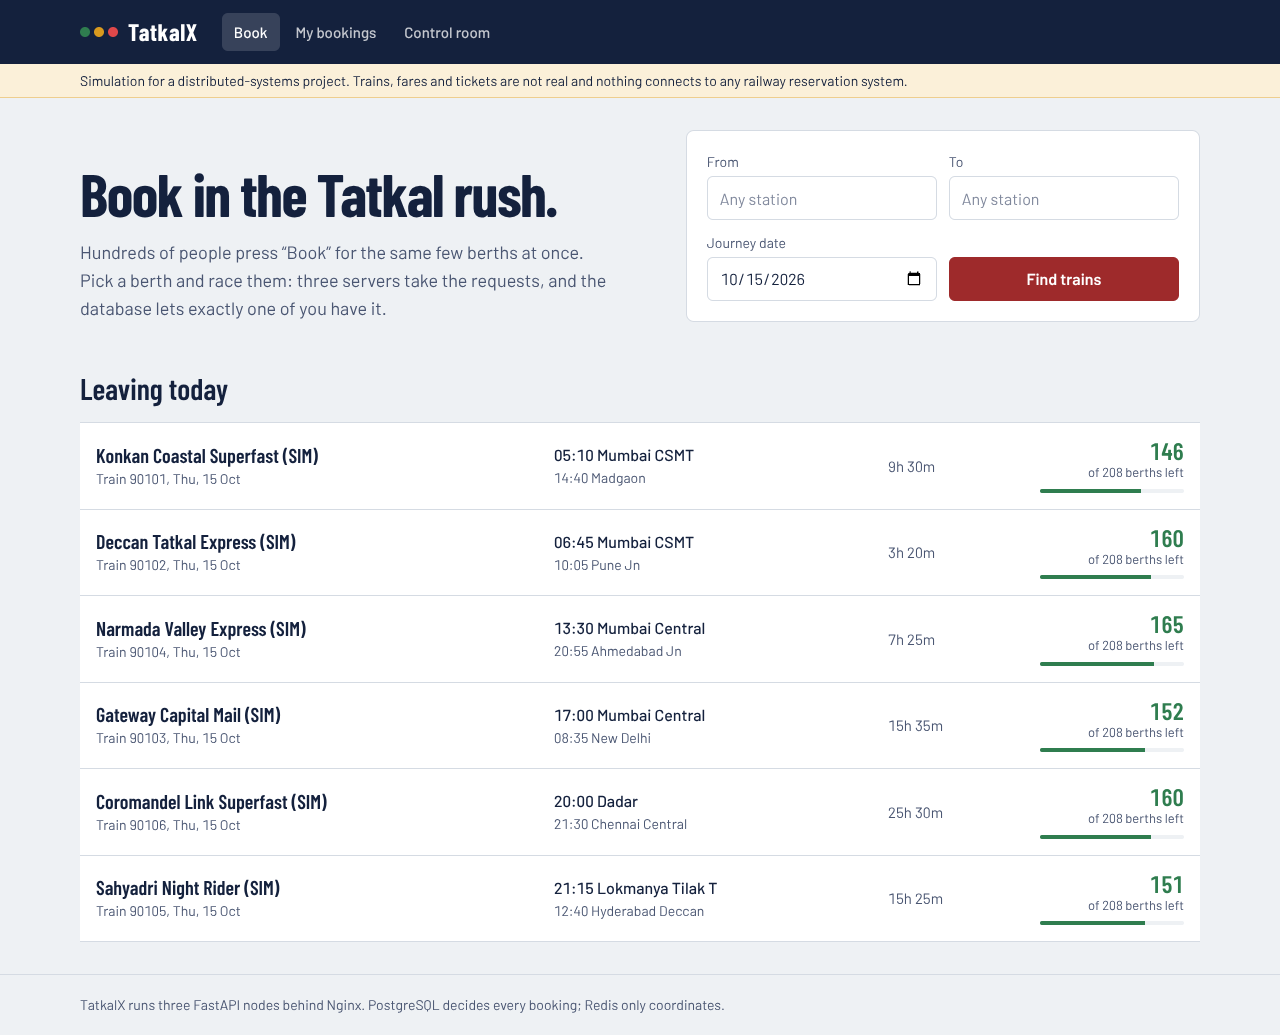 TatkalX
Book
My bookings
Control room
Simulation for a distributed-systems project. Trains, fares and tickets are not real and nothing connects to any railway reservation system.
Book in the Tatkal rush.
Hundreds of people press “Book” for the same few berths at once.
Pick a berth and race them: three servers take the requests, and the
database lets exactly one of you have it.
From
To
Any station
Any station
Journey date
10/15/2026
Find trains
Leaving today
Konkan Coastal Superfast (SIM)
Train 90101, Thu, 15 Oct
05:10 Mumbai CSMT
14:40 Madgaon
9h 30m
146
of 208 berths left
Deccan Tatkal Express (SIM)
Train 90102, Thu, 15 Oct
06:45 Mumbai CSMT
10:05 Pune Jn
3h 20m
160
of 208 berths left
Narmada Valley Express (SIM)
Train 90104, Thu, 15 Oct
13:30 Mumbai Central
20:55 Ahmedabad Jn
7h 25m
165
of 208 berths left
Gateway Capital Mail (SIM)
Train 90103, Thu, 15 Oct
17:00 Mumbai Central
08:35 New Delhi
15h 35m
152
of 208 berths left
Coromandel Link Superfast (SIM)
Train 90106, Thu, 15 Oct
20:00 Dadar
21:30 Chennai Central
25h 30m
160
of 208 berths left
Sahyadri Night Rider (SIM)
Train 90105, Thu, 15 Oct
21:15 Lokmanya Tilak T
12:40 Hyderabad Deccan
15h 25m
151
of 208 berths left
TatkalX runs three FastAPI nodes behind Nginx. PostgreSQL decides every booking; Redis only coordinates.